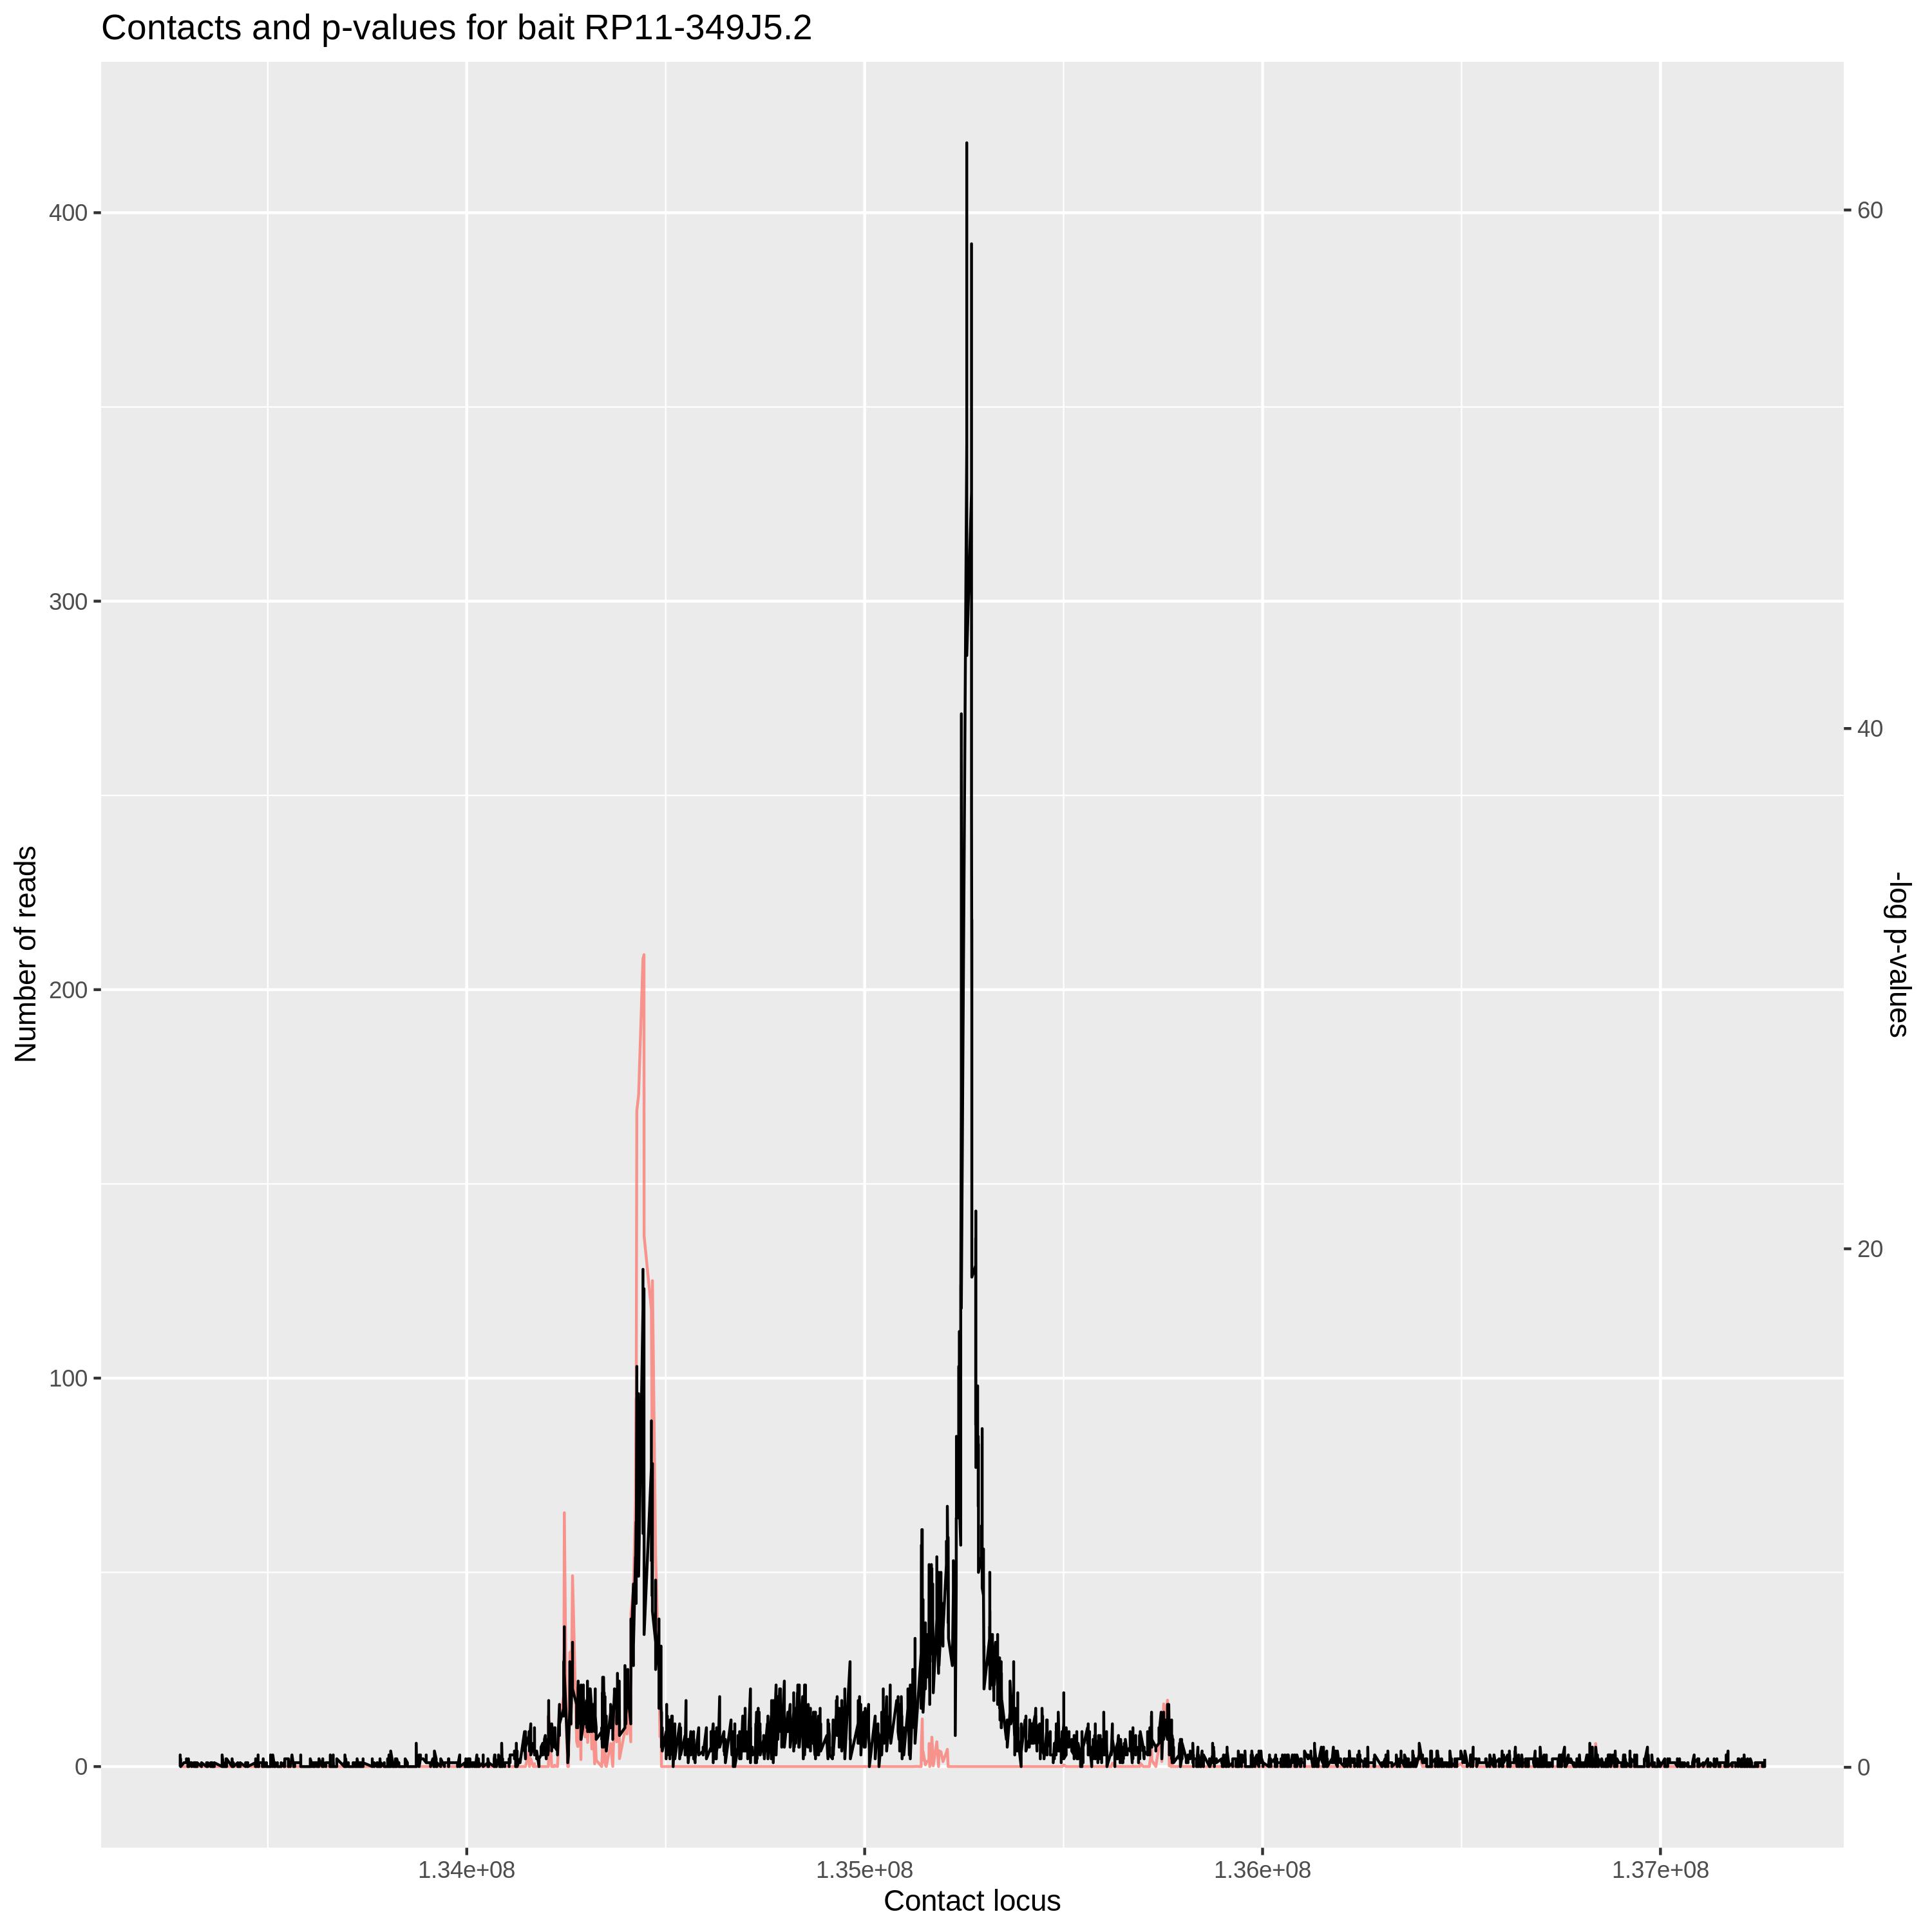 Contacts and p-values for bait RP11-349J5.2
400
300
200
100
0
60
40
20
0
Number of reads
-log p-values
1.34e+08
1.35e+08
1.36e+08
1.37e+08
Contact locus